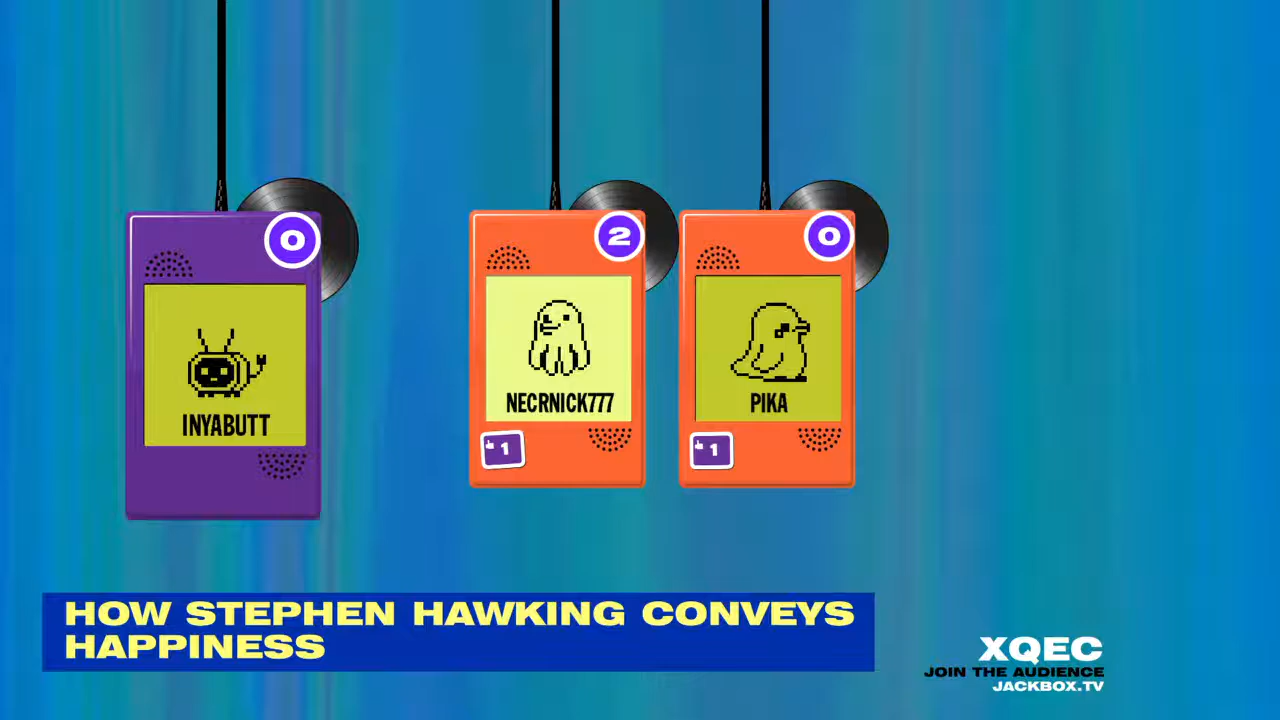 0
2
0
INYABUTT
NECRNICK777
PIKA
1
1
HOW STEPHEN HAWKING CONVEYS
HAPPINESS
XQEC
JOIN THE AUDIENCE
JACKBOX.TV